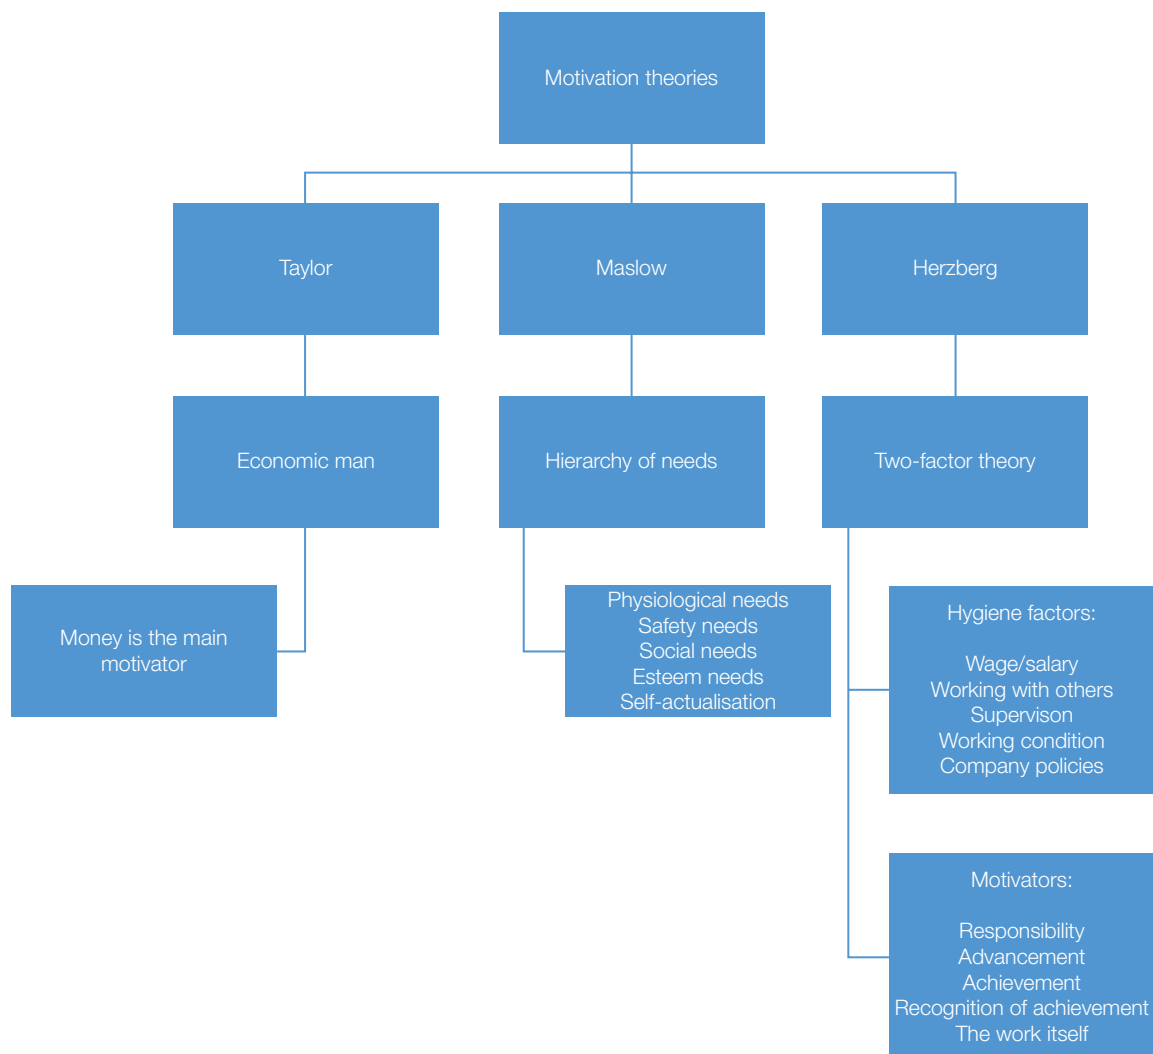 Motivation theories
Taylor
Maslow
Herzberg
Economic man
Hierarchy of needs
Two-factor theory
Money is the main
motivator
Physiological needs
Safety needs
Social needs
Esteem needs
Self-actualisation
Hygiene factors:
Wage/salary
Working with others
Supervison
Working condition
Company policies
Motivators:
Responsibility
Advancement
Achievement
Recognition of achievement
The work itself